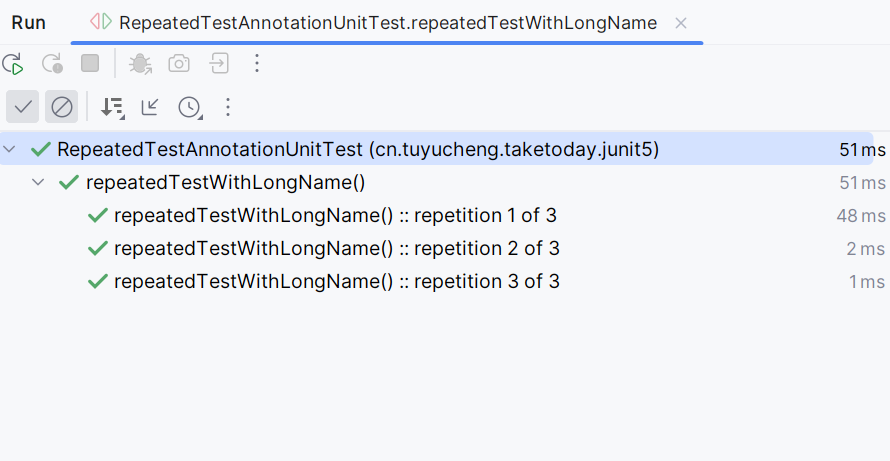 Run RepeatedTestAnnotationUnitTest.repeatedTestWithLongName
RepeatedTestAnnotationUnitTest (cn.tuyucheng.taketoday.junit5) 51 ms
repeatedTestWithLongName() 51 ms
repeatedTestWithLongName() :: repetition 1 of 3 48 ms
repeatedTestWithLongName() :: repetition 2 of 3 2 ms
repeatedTestWithLongName() :: repetition 3 of 3 1 ms